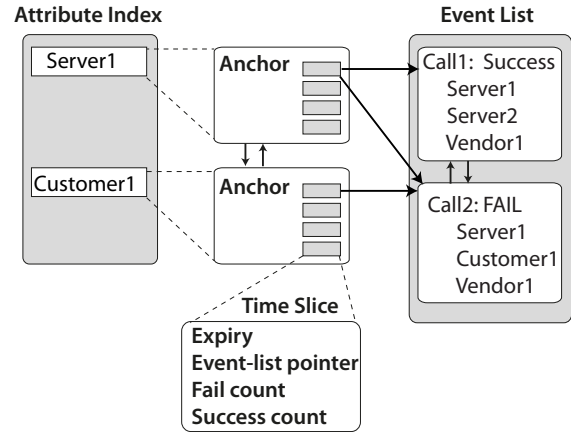 Attribute Index
Event List
Server1
Anchor
Call1: Success
Server1
Server2
Vendor1
Customer1
Anchor
Call2: FAIL
Server1
Customer1
Vendor1
Time Slice
Expiry
Event-list pointer
Fail count
Success count